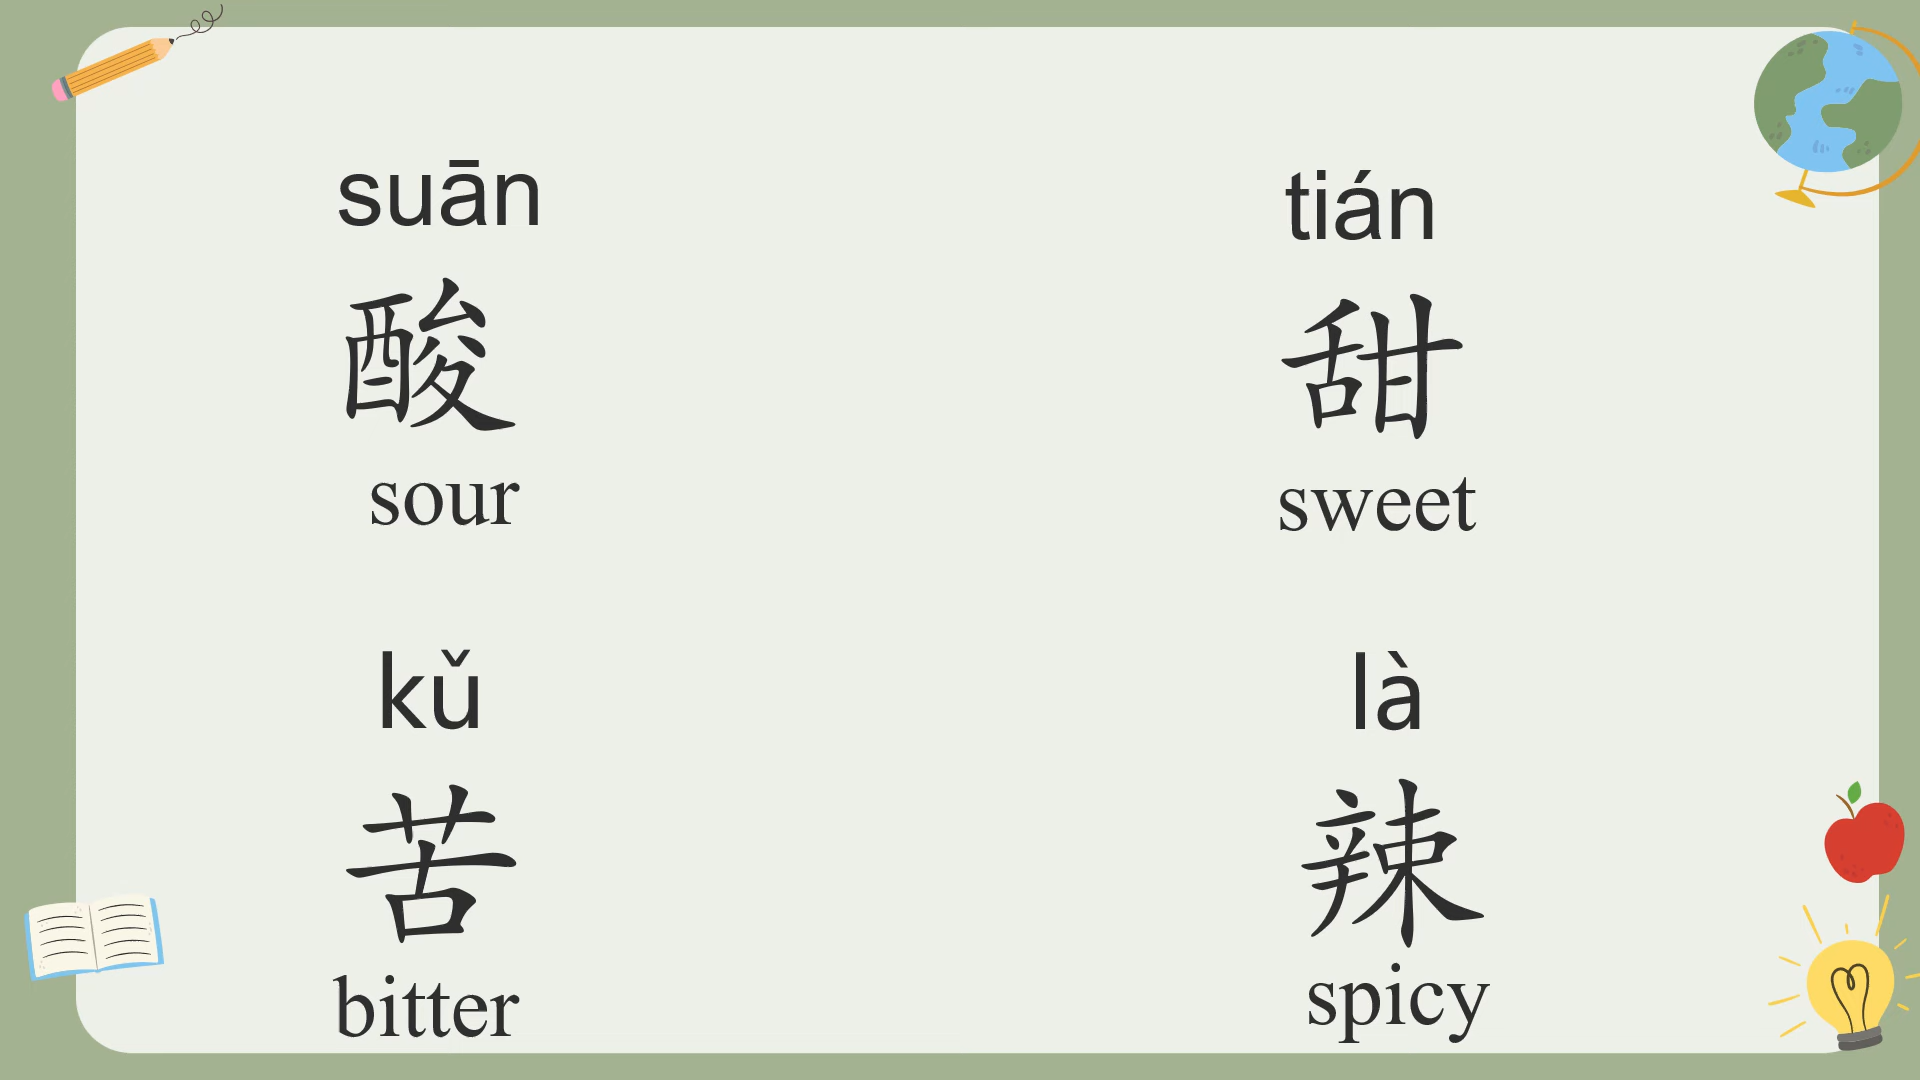 suān
酸
sour
tián
甜
sweet
kǔ
苦
bitter
là
辣
spicy